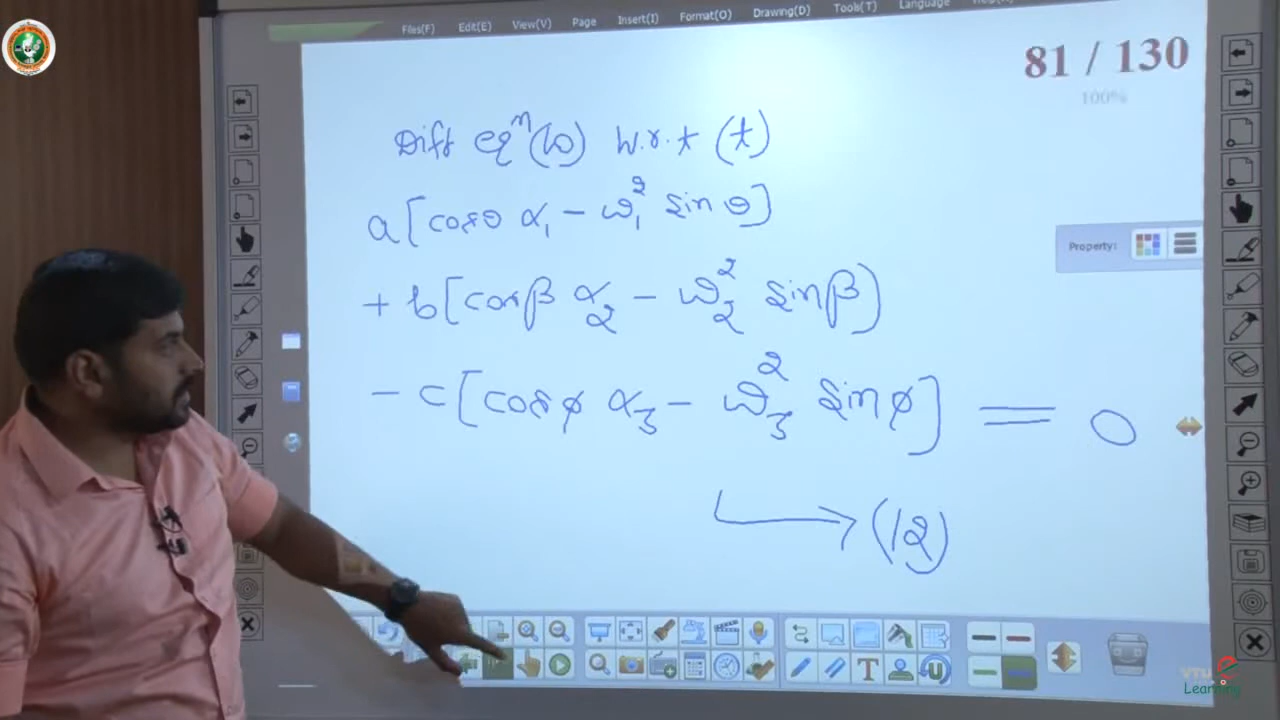 Files(F) Edit(E) View(V) Page Insert(I) Format(O) Drawing(D) Tools(T) Language
81 / 130
100%
Diff eqⁿ(b) w.r.t (t)
a[cosθ α₁ − ω₁² sin θ]
Property:
+ b[cosβ α₂ − ω₂² sinβ)
− c[cosφ α₃ − ω₃² sinφ] = 0
→ (12)
VTU e
Learning